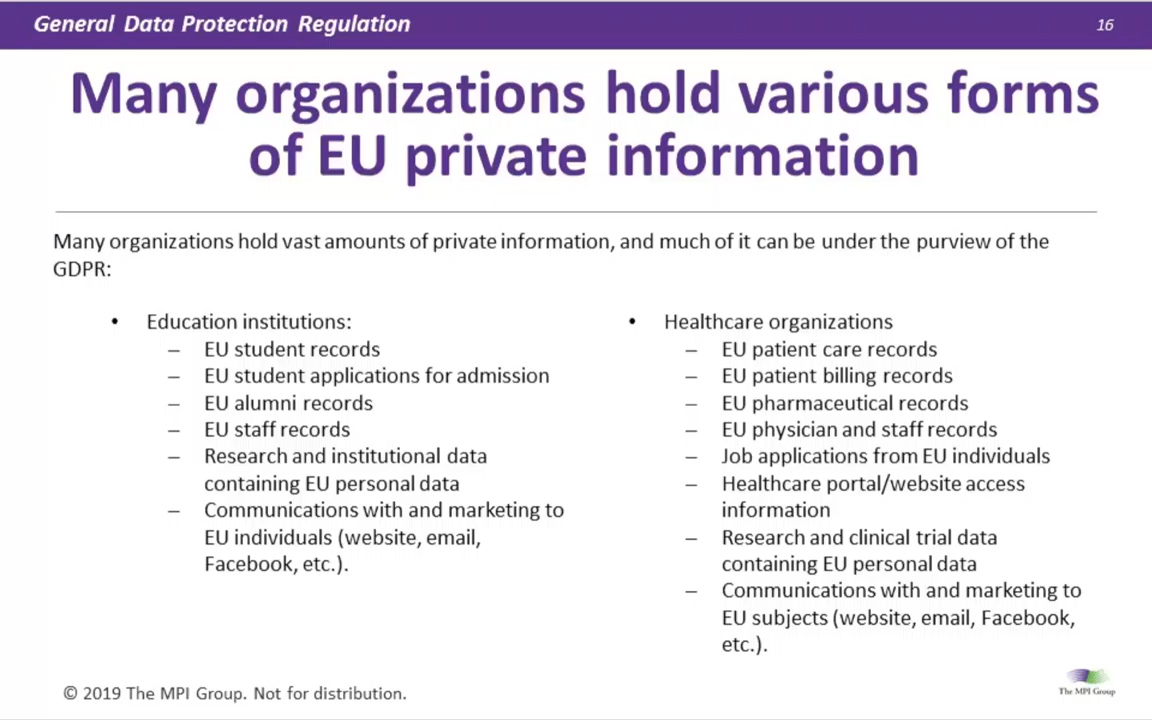 General Data Protection Regulation
16
Many organizations hold various forms
of EU private information
Many organizations hold vast amounts of private information, and much of it can be under the purview of the
GDPR:
• Education institutions:
– EU student records
– EU student applications for admission
– EU alumni records
– EU staff records
– Research and institutional data
containing EU personal data
– Communications with and marketing to
EU individuals (website, email,
Facebook, etc.).
• Healthcare organizations
– EU patient care records
– EU patient billing records
– EU pharmaceutical records
– EU physician and staff records
– Job applications from EU individuals
– Healthcare portal/website access
information
– Research and clinical trial data
containing EU personal data
– Communications with and marketing to
EU subjects (website, email, Facebook,
etc.).
© 2019 The MPI Group. Not for distribution.
The MPI Group